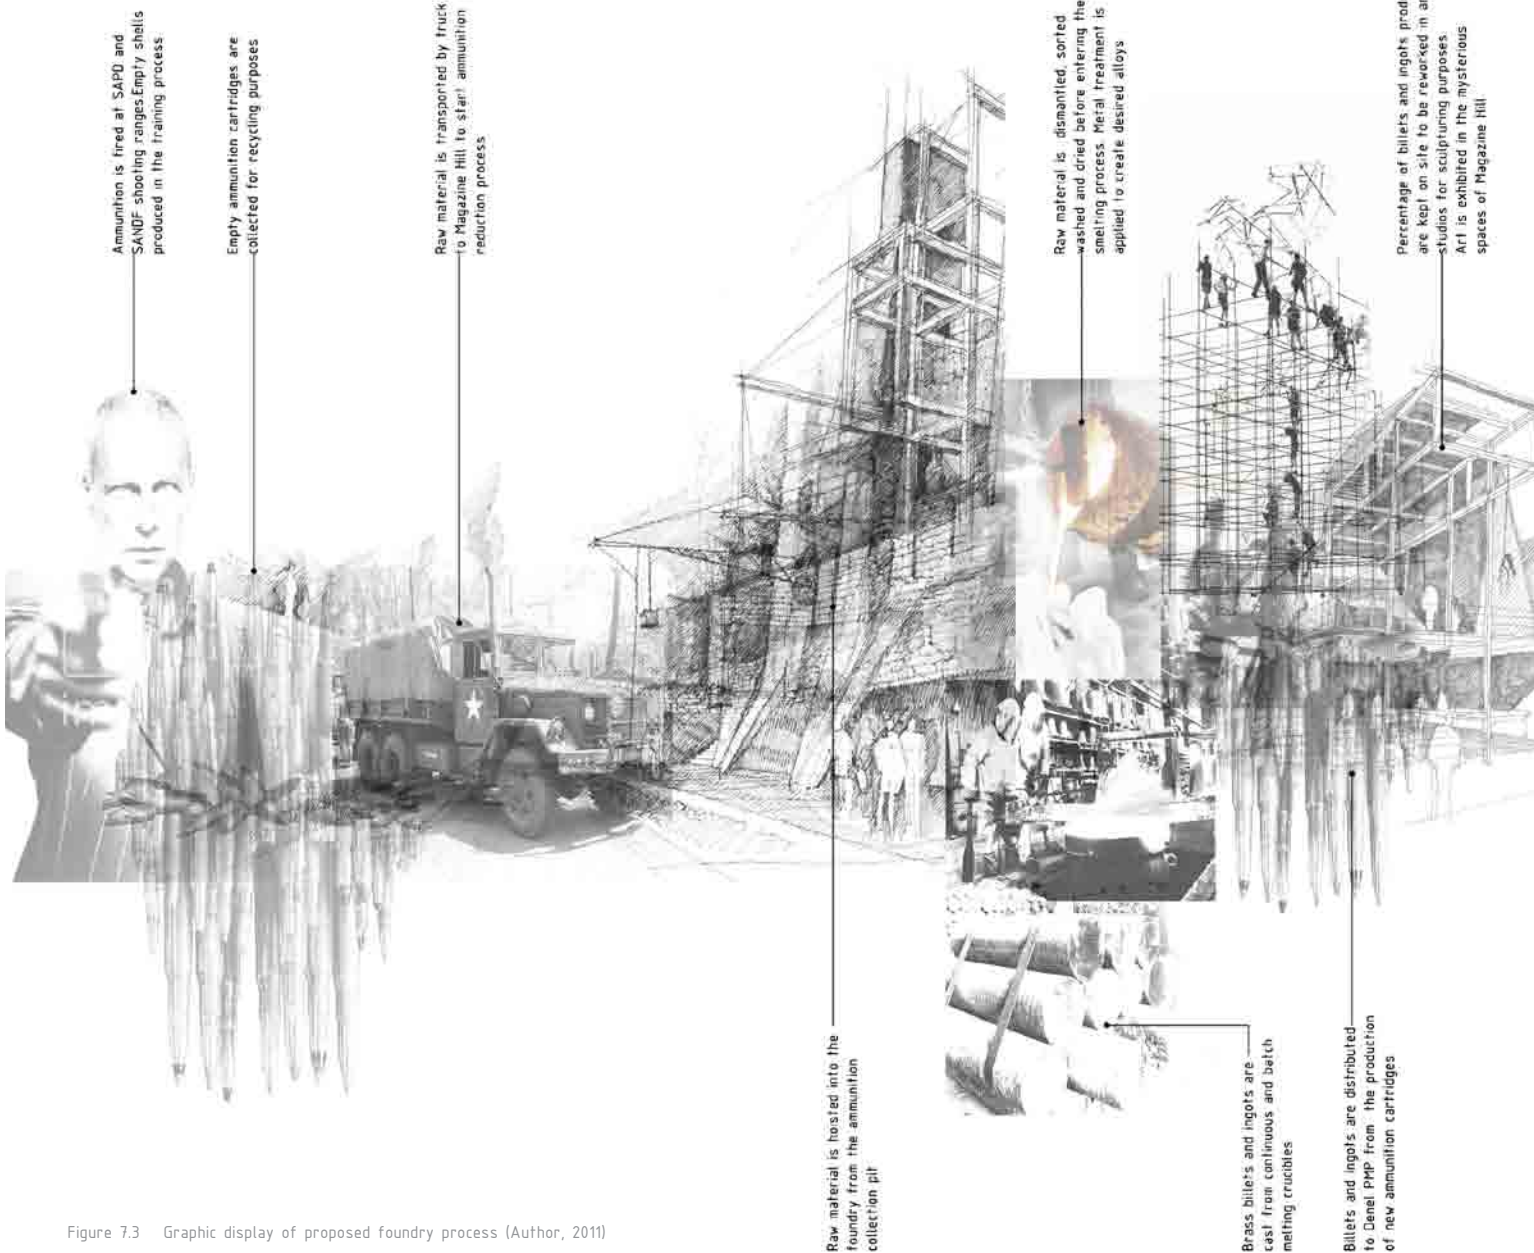 Ammunition is fired at SAPD and
SANDF shooting ranges.Empty shells
produced in the training process
Empty ammunition cartridges are
collected for recycling purposes
Raw material is transported by truck
to Magazine Hill to start ammunition
reduction process
Raw material is hoisted into the
foundry from the ammunition
collection pit
Raw material is dismantled, sorted
washed and dried before entering the
smelting process. Metal treatment is
applied to create desired alloys
Brass billets and ingots are
cast from continuous and batch
melting crucibles
Billets and ingots are distributed
to Denel PMP from the production
of new ammunition cartridges
Percentage of billets and ingots
are kept on site to be reworked in
studios for sculpturing purposes
Art is exhibited in the mysterious
spaces of Magazine Hill
Figure 7.3 Graphic display of proposed foundry process (Author, 2011)